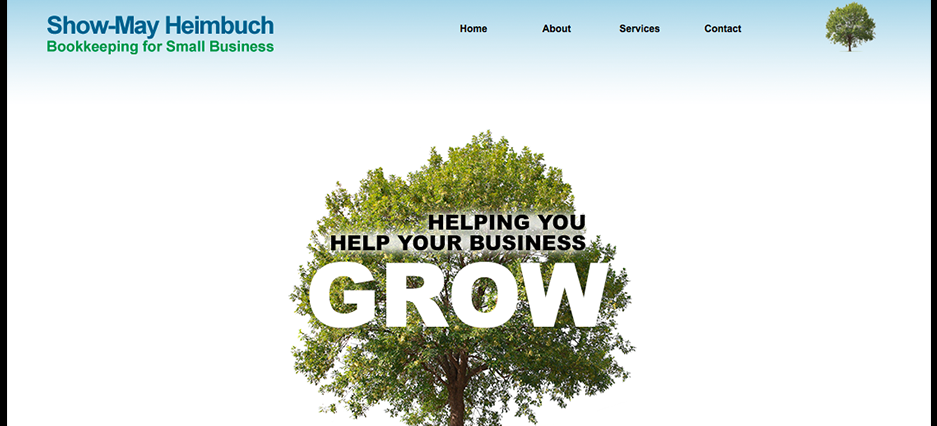 Show-May Heimbuch
Bookkeeping for Small Business
Home About Services Contact
HELPING YOU
HELP YOUR BUSINESS
GROW